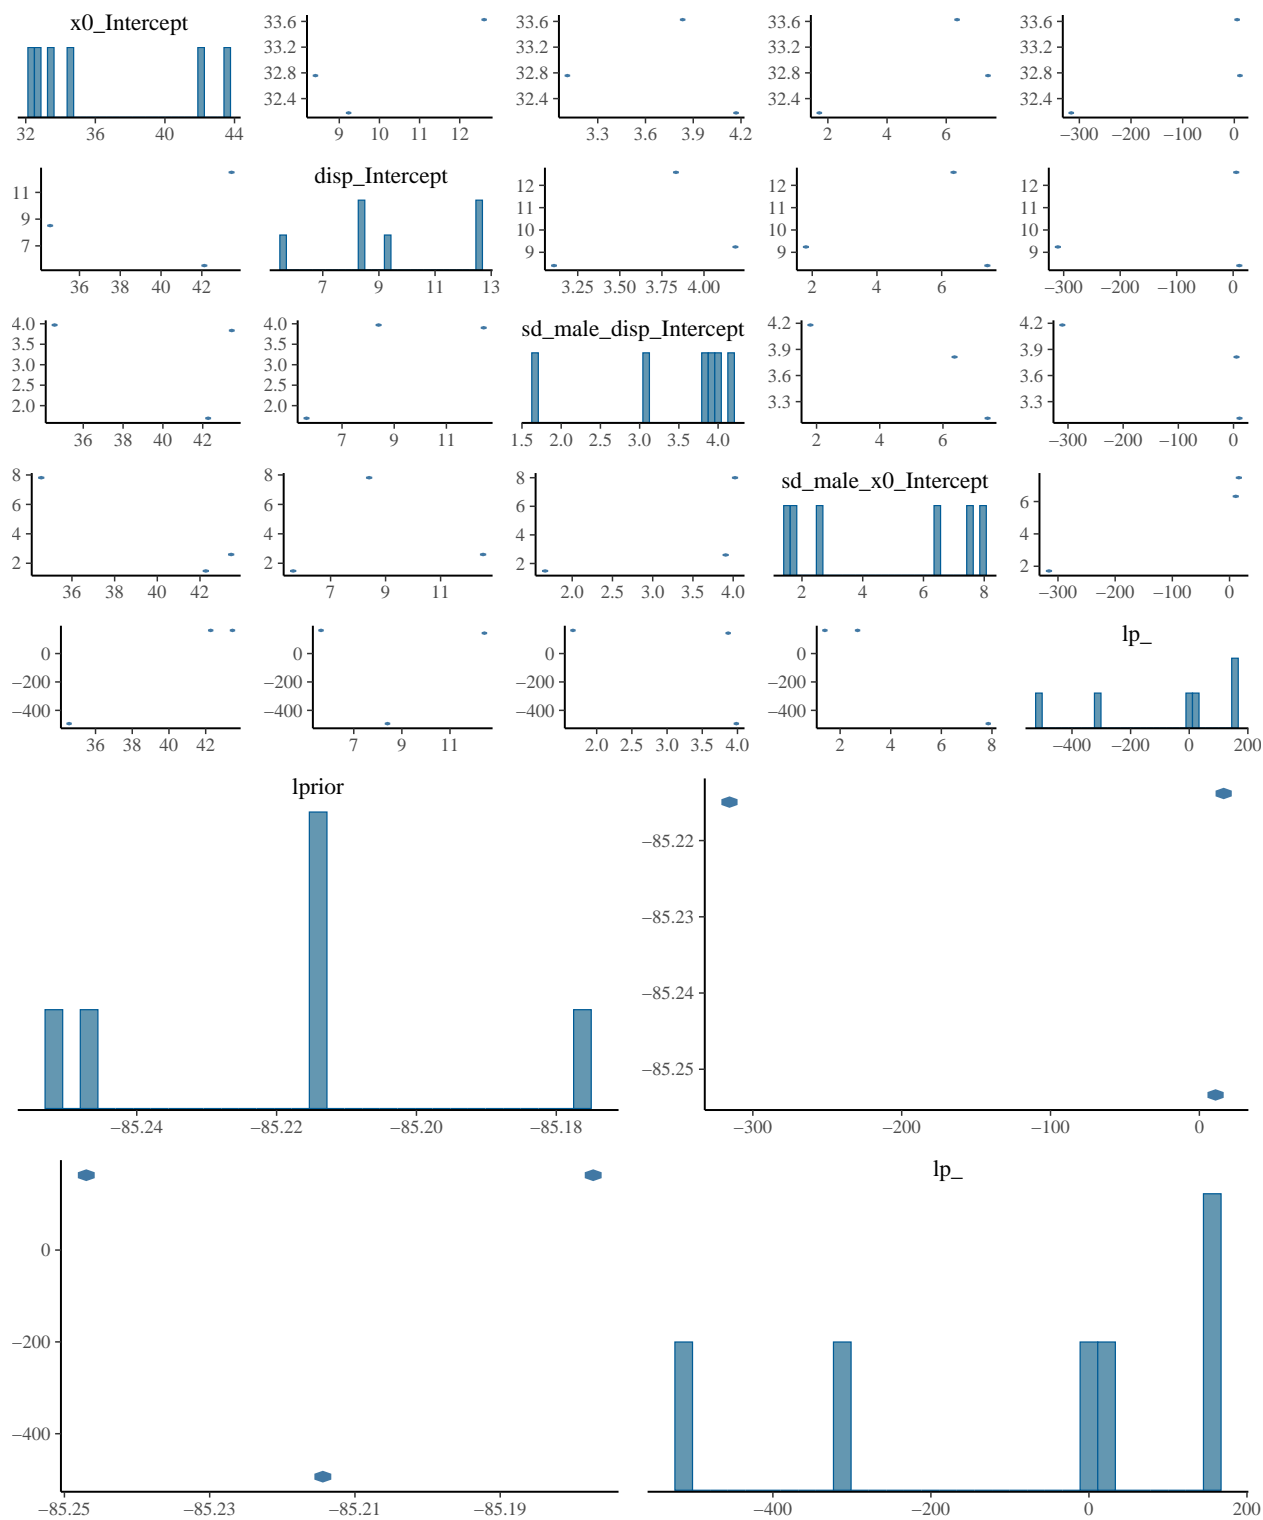 x0_Intercept
32 36 40 44
33.6
33.2
32.8
32.4
9 10 11 12
33.6
33.2
32.8
32.4
3.3 3.6 3.9 4.2
33.6
33.2
32.8
32.4
2 4 6
33.6
33.2
32.8
32.4
−300 −200 −100 0
11
9
7
36 38 40 42
disp_Intercept
7 9 11 13
12
11
10
9
3.25 3.50 3.75 4.00
12
11
10
9
2 4 6
12
11
10
9
−300 −200 −100 0
4.0
3.5
3.0
2.5
2.0
36 38 40 42
4.0
3.5
3.0
2.5
2.0
7 9 11
sd_male_disp_Intercept
1.5 2.0 2.5 3.0 3.5 4.0
4.2
3.9
3.6
3.3
2 4 6
4.2
3.9
3.6
3.3
−300 −200 −100 0
8
6
4
2
36 38 40 42
8
6
4
2
7 9 11
8
6
4
2
2.0 2.5 3.0 3.5 4.0
sd_male_x0_Intercept
2 4 6 8
6
4
2
−300 −200 −100 0
0
−200
−400
36 38 40 42
0
−200
−400
7 9 11
0
−200
−400
2.0 2.5 3.0 3.5 4.0
0
−200
−400
2 4 6 8
lp_
−400 −200 0 200
lprior
−85.24 −85.22 −85.20 −85.18
−85.22
−85.23
−85.24
−85.25
−300 −200 −100 0
0
−200
−400
−85.25 −85.23 −85.21 −85.19
lp_
−400 −200 0 200